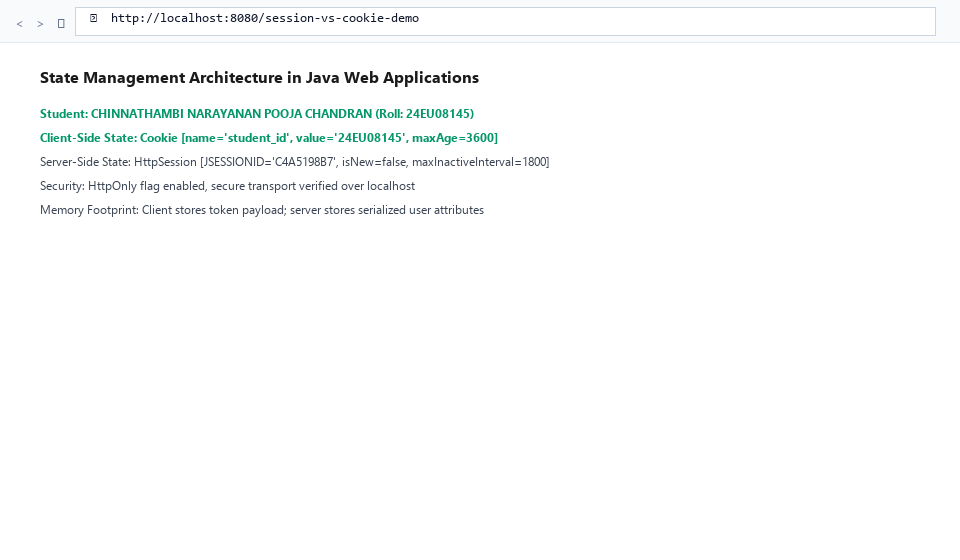 < >
http://localhost:8080/session-vs-cookie-demo
State Management Architecture in Java Web Applications
Student: CHINNATHAMBI NARAYANAN POOJA CHANDRAN (Roll: 24EU08145)
Client-Side State: Cookie [name='student_id', value='24EU08145', maxAge=3600]
Server-Side State: HttpSession [JSESSIONID='C4A5198B7', isNew=false, maxInactiveInterval=1800]
Security: HttpOnly flag enabled, secure transport verified over localhost
Memory Footprint: Client stores token payload; server stores serialized user attributes